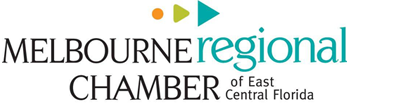 MELBOURNE regional
CHAMBER of East
Central Florida